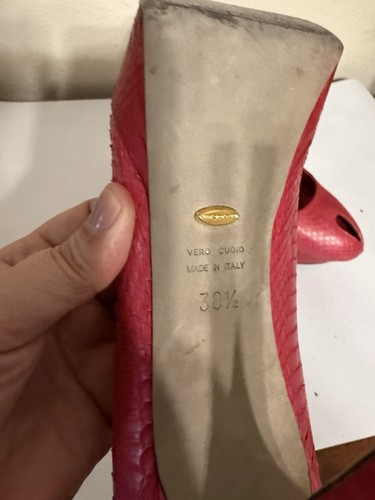 VERO CUOIO
MADE IN ITALY
38½